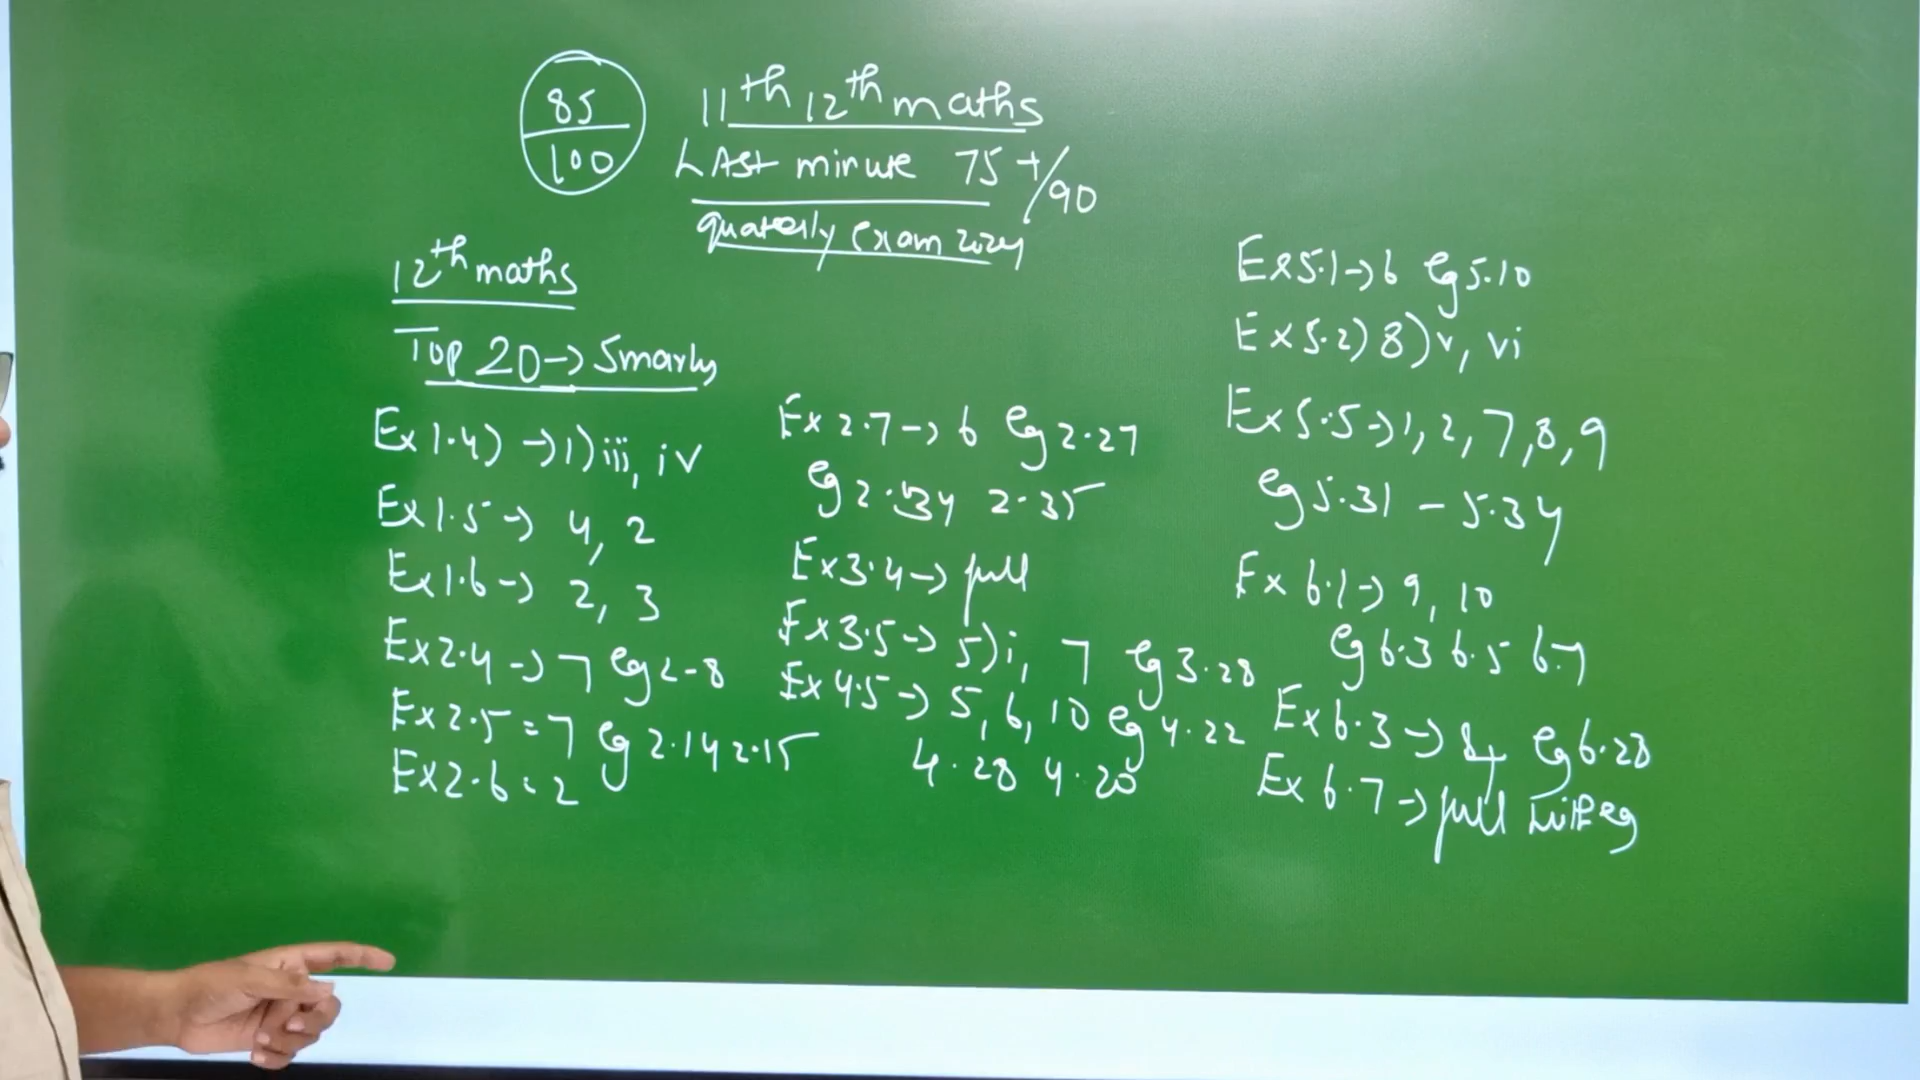 85
100
11th 12th maths
LAst minute 75+/90
quaterly exam 2024
12th maths
Top 20 -> 5marks
Ex 1.4) -> 1) iii, iv
Ex 1.5 -> 4, 2
Ex 1.6 -> 2, 3
Ex 2.4 -> 7 eg 2-8
Ex 2.5 = 7 eg 2.14 2.15
Ex 2.6 = 2
Ex 2.7 -> 6 eg 2.27
eg 2.34 2.35
Ex 3.4 -> full
Ex 3.5 -> 5) i, 7 eg 3.28
Ex 4.5 -> 5, 6, 10 eg 4.22
4.28 4.20
Ex 5.1 -> 6 eg 5.10
Ex 5.2) 8) v, vi
Ex 5.5 -> 1, 2, 7, 8, 9
eg 5.31 - 5.34
Ex 6.1 -> 9, 10
eg 6.3 6.5 6.7
Ex 6.3 -> eg 6.23
Ex 6.7 -> full eg